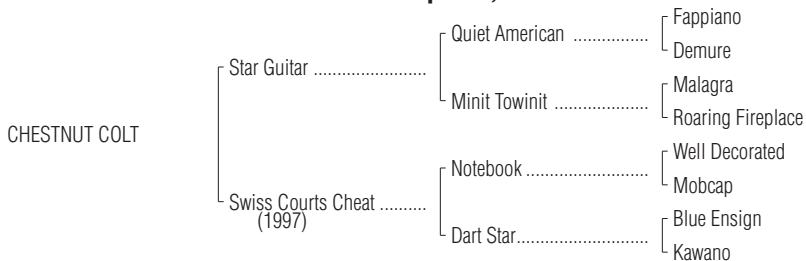 Fappiano
Quiet American ................
Demure
Star Guitar ........................
Malagra
Minit Towinit ....................
Roaring Fireplace
CHESTNUT COLT
Well Decorated
Notebook ..........................
Mobcap
Swiss Courts Cheat ..........
(1997)
Blue Ensign
Dart Star............................
Kawano